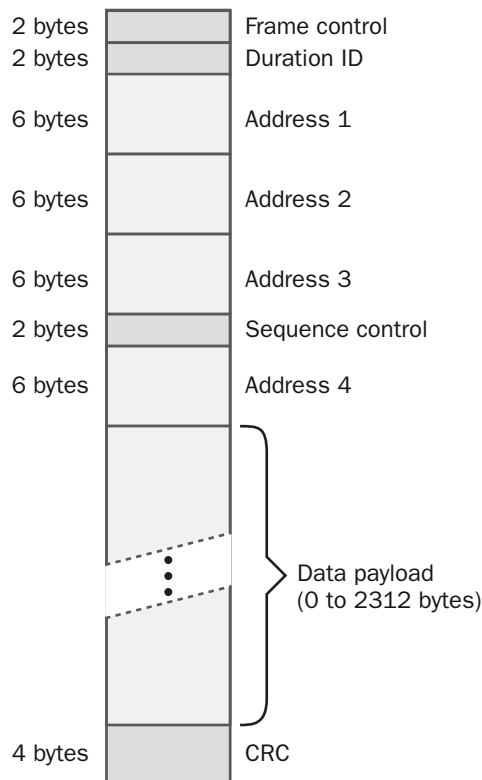 2 bytes Frame control
2 bytes Duration ID
6 bytes Address 1
6 bytes Address 2
6 bytes Address 3
2 bytes Sequence control
6 bytes Address 4
Data payload
(0 to 2312 bytes)
4 bytes CRC